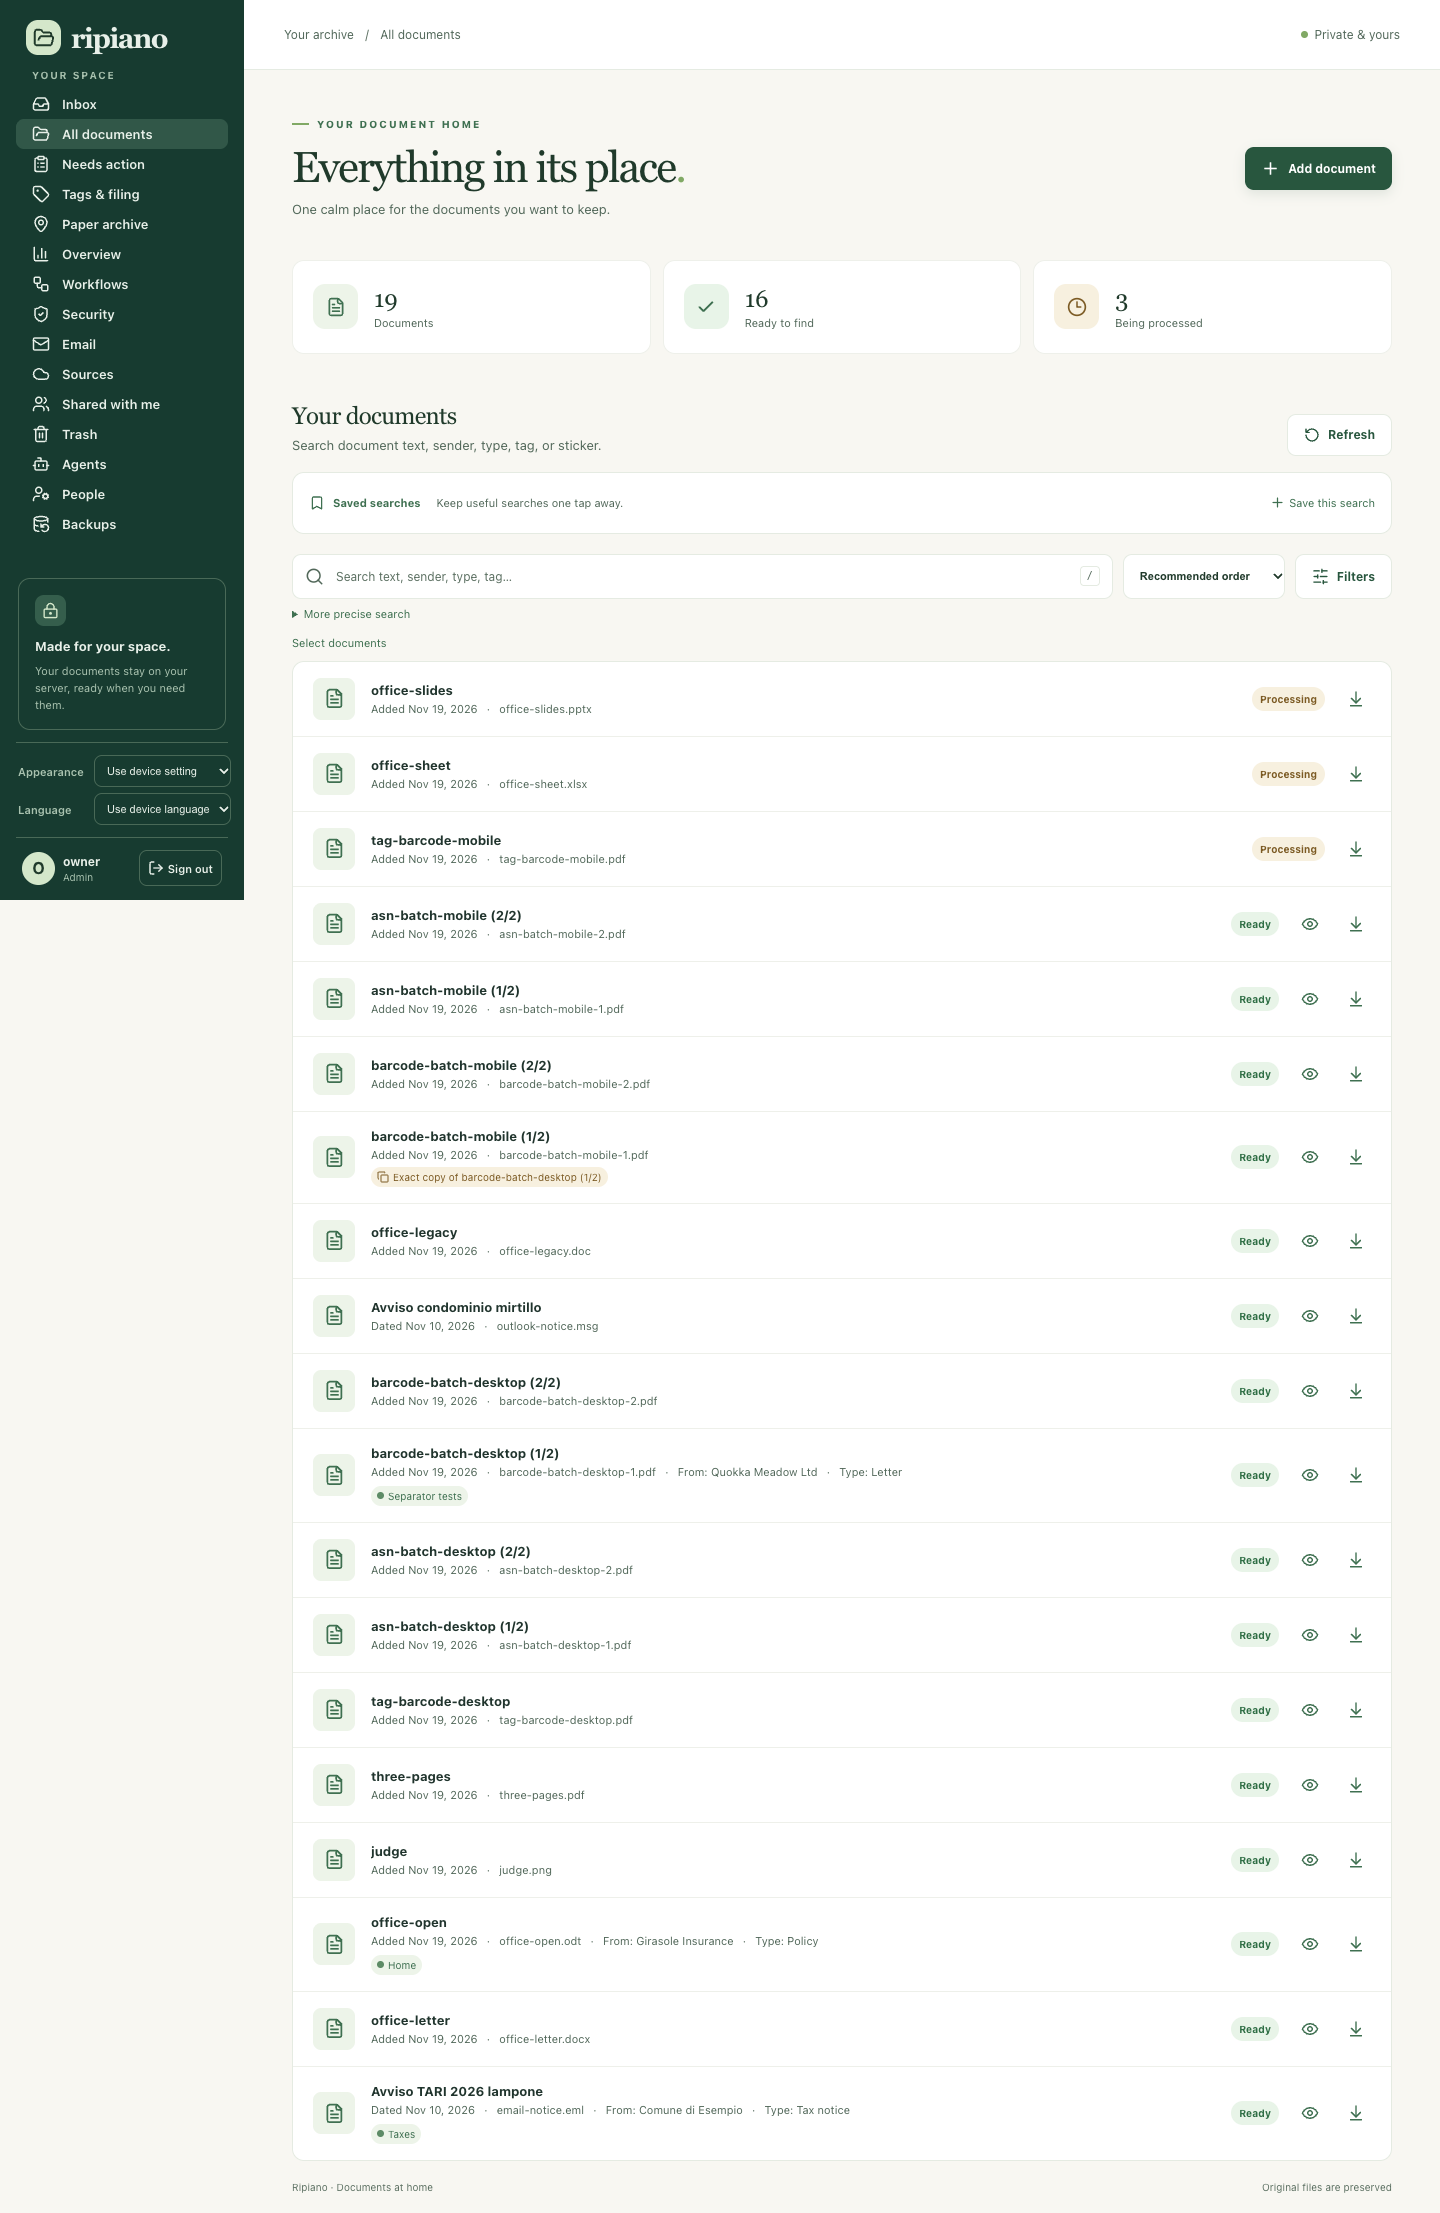 ripiano
YOUR SPACE
Inbox
All documents
Needs action
Tags & filing
Paper archive
Overview
Workflows
Security
Email
Sources
Shared with me
Trash
Agents
People
Backups
Made for your space.
Your documents stay on your
server, ready when you need
them.
Appearance Use device setting
Language Use device language
O owner
Admin
Sign out
Your archive / All documents
Private & yours
YOUR DOCUMENT HOME
Everything in its place.
One calm place for the documents you want to keep.
Add document
19
Documents
16
Ready to find
3
Being processed
Your documents
Search document text, sender, type, tag, or sticker.
Refresh
Saved searches Keep useful searches one tap away. Save this search
Search text, sender, type, tag... / Recommended order Filters
More precise search
Select documents
office-slides
Added Nov 19, 2026 · office-slides.pptx
Processing
office-sheet
Added Nov 19, 2026 · office-sheet.xlsx
Processing
tag-barcode-mobile
Added Nov 19, 2026 · tag-barcode-mobile.pdf
Processing
asn-batch-mobile (2/2)
Added Nov 19, 2026 · asn-batch-mobile-2.pdf
Ready
asn-batch-mobile (1/2)
Added Nov 19, 2026 · asn-batch-mobile-1.pdf
Ready
barcode-batch-mobile (2/2)
Added Nov 19, 2026 · barcode-batch-mobile-2.pdf
Ready
barcode-batch-mobile (1/2)
Added Nov 19, 2026 · barcode-batch-mobile-1.pdf
Exact copy of barcode-batch-desktop (1/2)
Ready
office-legacy
Added Nov 19, 2026 · office-legacy.doc
Ready
Avviso condominio mirtillo
Dated Nov 10, 2026 · outlook-notice.msg
Ready
barcode-batch-desktop (2/2)
Added Nov 19, 2026 · barcode-batch-desktop-2.pdf
Ready
barcode-batch-desktop (1/2)
Added Nov 19, 2026 · barcode-batch-desktop-1.pdf · From: Quokka Meadow Ltd · Type: Letter
Separator tests
Ready
asn-batch-desktop (2/2)
Added Nov 19, 2026 · asn-batch-desktop-2.pdf
Ready
asn-batch-desktop (1/2)
Added Nov 19, 2026 · asn-batch-desktop-1.pdf
Ready
tag-barcode-desktop
Added Nov 19, 2026 · tag-barcode-desktop.pdf
Ready
three-pages
Added Nov 19, 2026 · three-pages.pdf
Ready
judge
Added Nov 19, 2026 · judge.png
Ready
office-open
Added Nov 19, 2026 · office-open.odt · From: Girasole Insurance · Type: Policy
Home
Ready
office-letter
Added Nov 19, 2026 · office-letter.docx
Ready
Avviso TARI 2026 lampone
Dated Nov 10, 2026 · email-notice.eml · From: Comune di Esempio · Type: Tax notice
Taxes
Ready
Ripiano · Documents at home
Original files are preserved